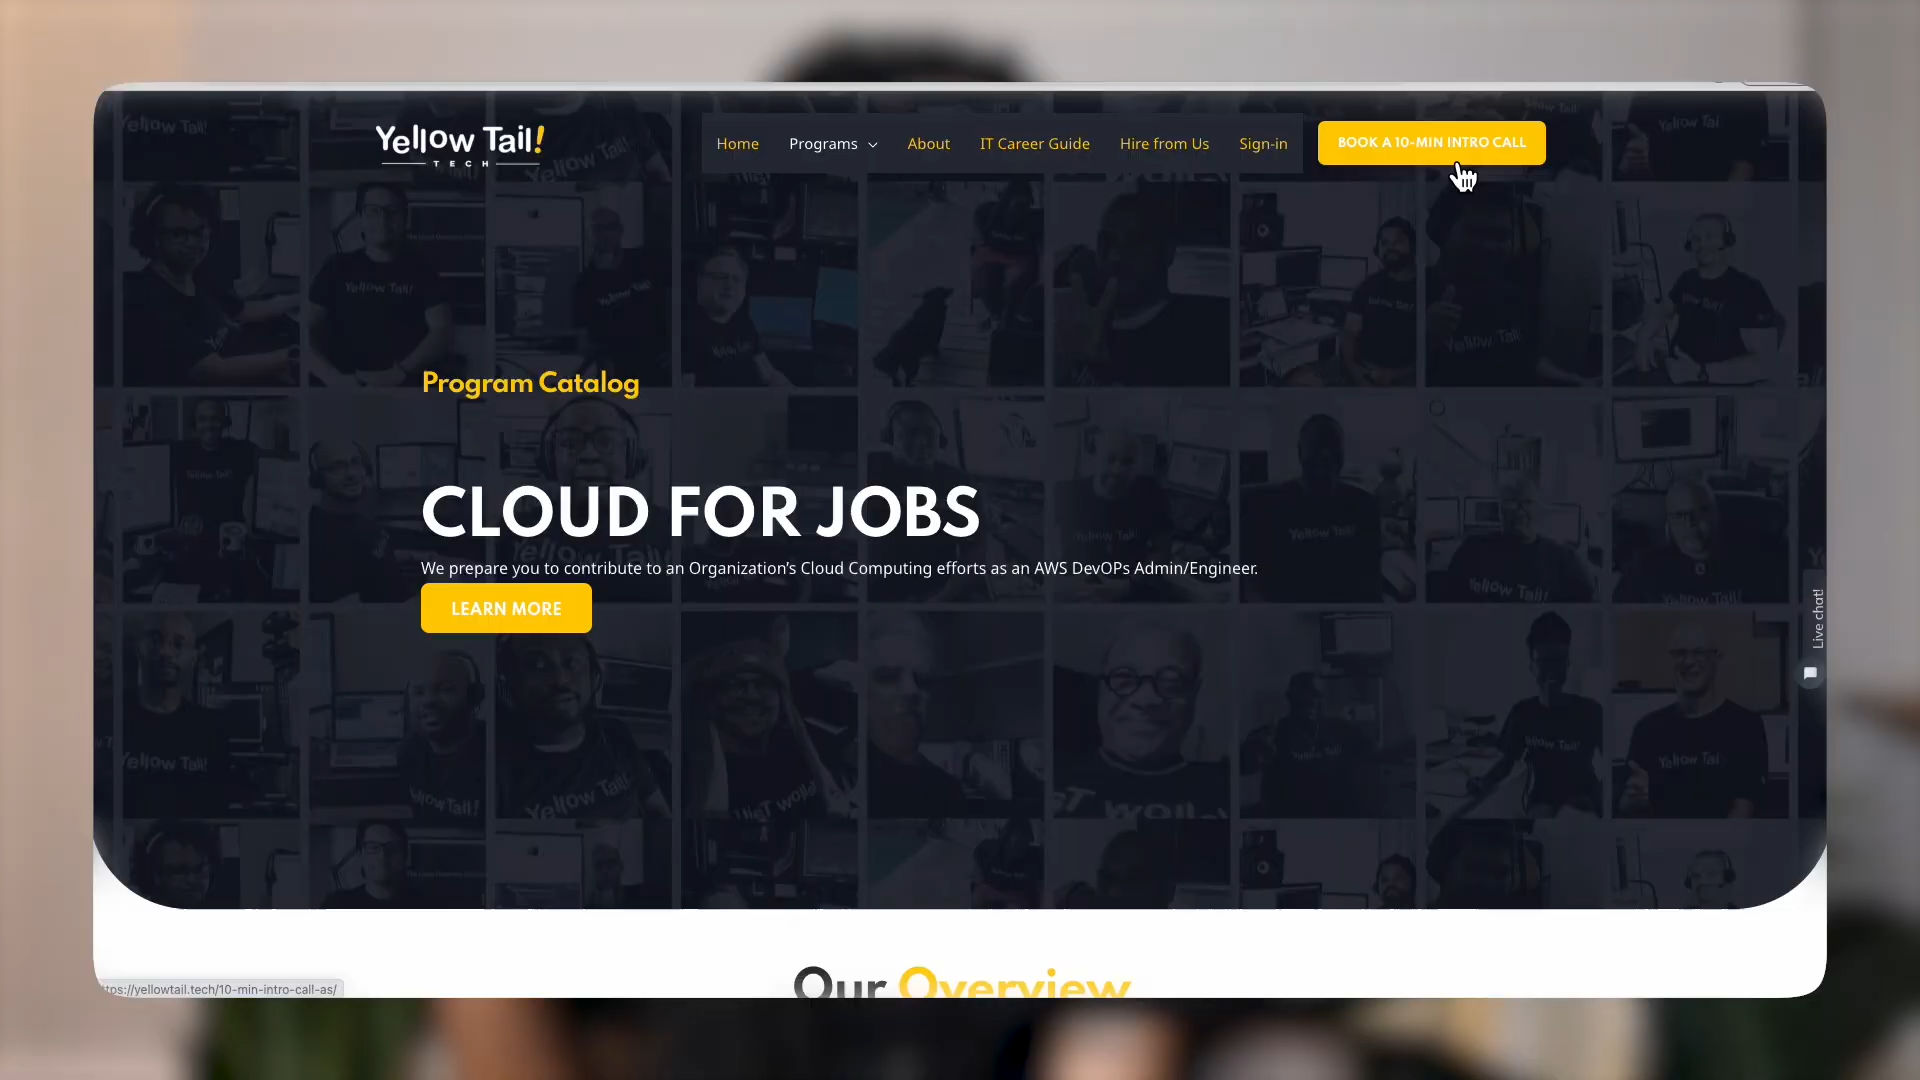 Yellow Tail!
TECH
Home Programs About IT Career Guide Hire from Us Sign-in BOOK A 10-MIN INTRO CALL
Program Catalog
CLOUD FOR JOBS
We prepare you to contribute to an Organization's Cloud Computing efforts as an AWS DevOPs Admin/Engineer.
LEARN MORE
Live chat!
Our Overview
tps://yellowtail.tech/10-min-intro-call-as/